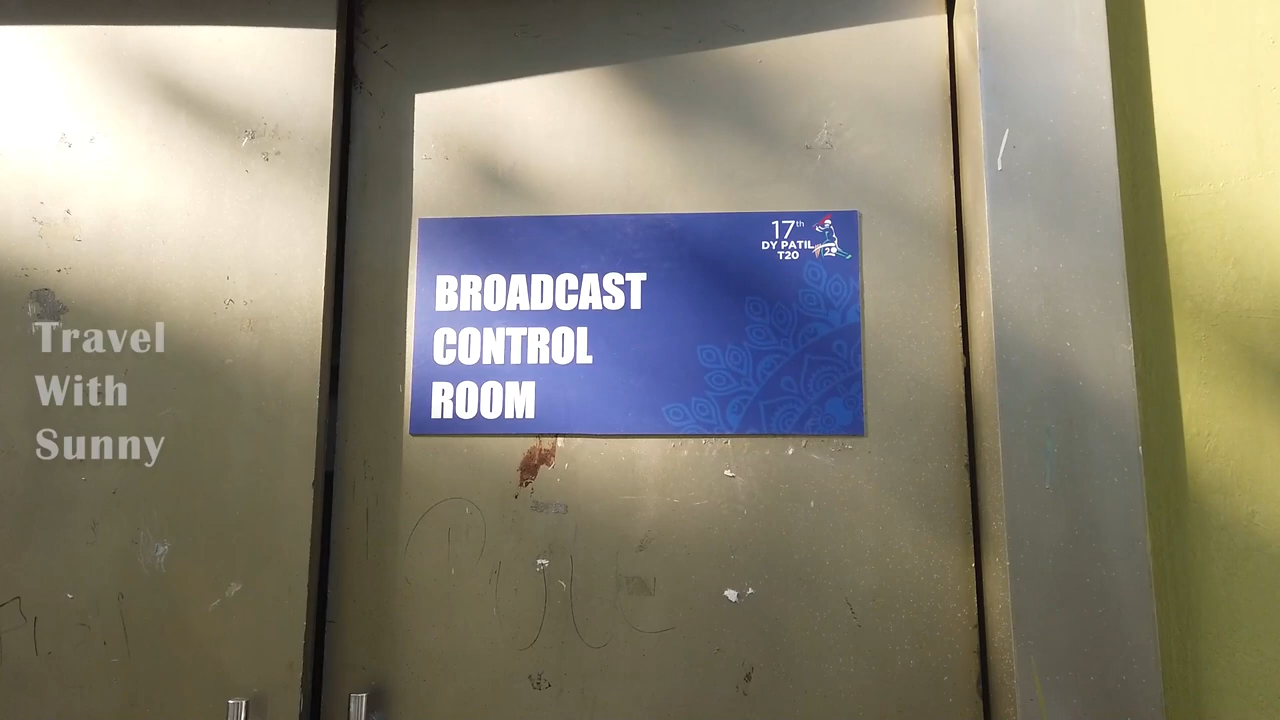 17th
DY PATIL
T20
BROADCAST
CONTROL
ROOM
Travel
With
Sunny